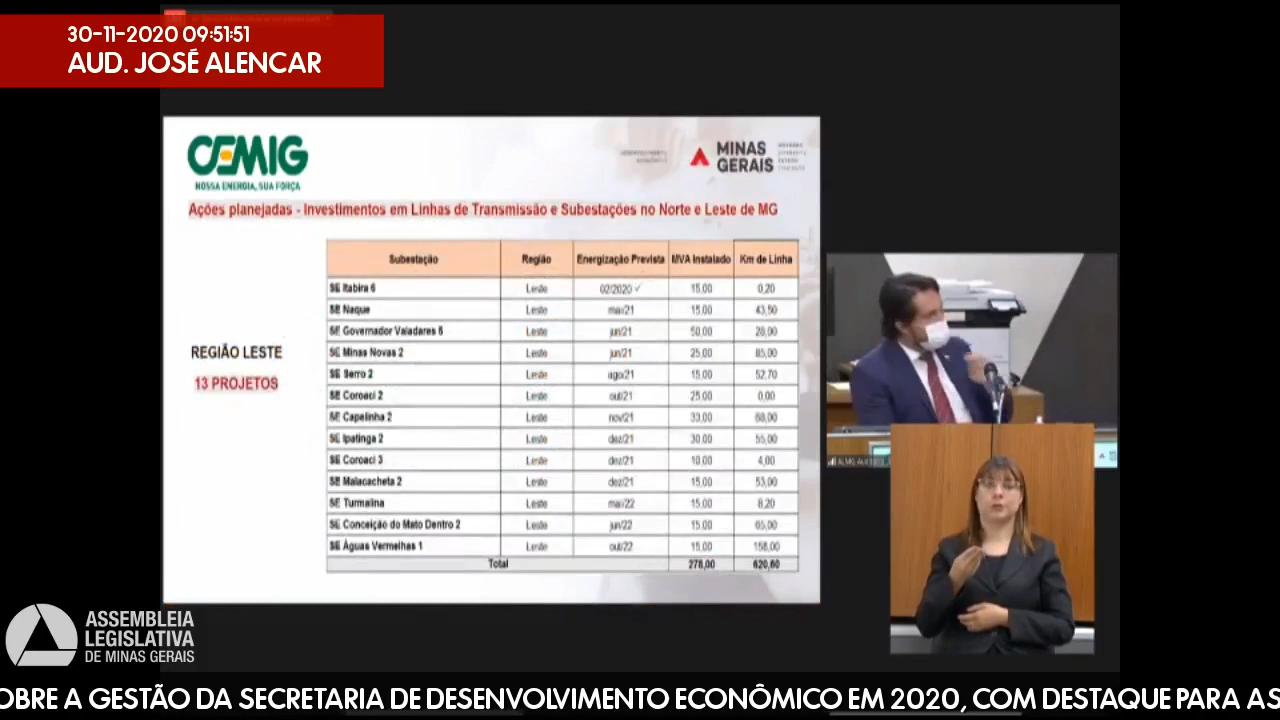 30-11-2020 09:51:51
AUD. JOSÉ ALENCAR
CEMIG
NOSSA ENERGIA, SUA FORÇA
MINAS GERAIS
Ações planejadas - Investimentos em Linhas de Transmissão e Subestações no Norte e Leste de MG
Subestação Região Energização Prevista MVA Instalado Km de Linha
SE Itabira 6 Leste 02/2020 ✓ 15,00 0,20
SE Naque Leste mai/21 15,00 43,50
SE Governador Valadares 6 Leste jun/21 50,00 28,00
SE Minas Novas 2 Leste jun/21 25,00 85,00
SE Serro 2 Leste ago/21 15,00 52,70
SE Coroaci 2 Leste out/21 25,00 0,00
SE Capelinha 2 Leste nov/21 33,00 68,00
SE Ipatinga 2 Leste dez/21 30,00 55,00
SE Coroaci 3 Leste dez/21 10,00 4,00
SE Malacacheta 2 Leste dez/21 15,00 53,00
SE Turmalina Leste mai/22 15,00 8,20
SE Conceição do Mato Dentro 2 Leste jun/22 15,00 65,00
SE Águas Vermelhas 1 Leste out/22 15,00 158,00
Total 278,00 620,60
REGIÃO LESTE
13 PROJETOS
ASSEMBLEIA
LEGISLATIVA
DE MINAS GERAIS
OBRE A GESTÃO DA SECRETARIA DE DESENVOLVIMENTO ECONÔMICO EM 2020, COM DESTAQUE PARA AS